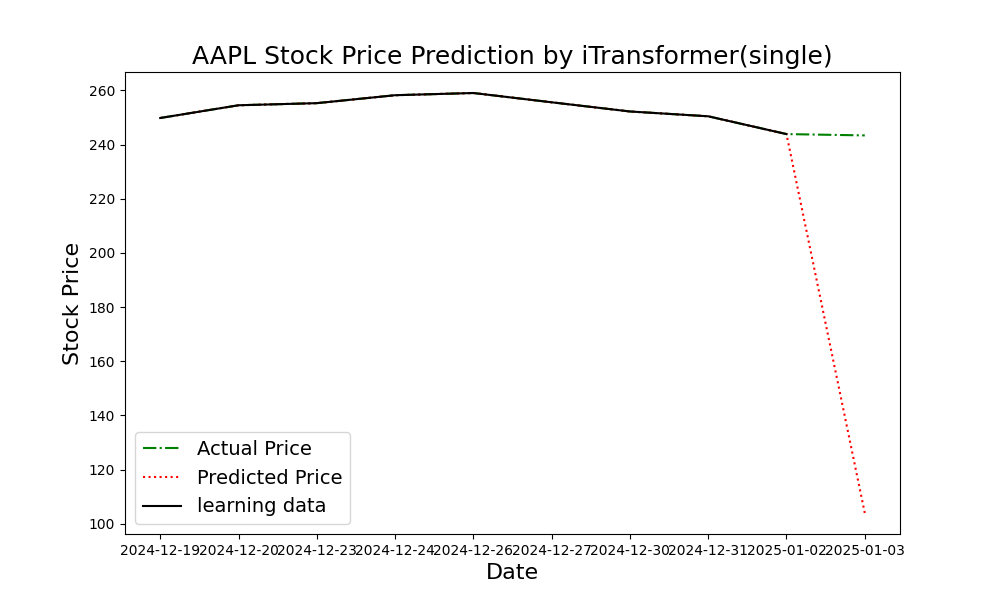 AAPL Stock Price Prediction by iTransformer(single)
260
240
220
200
180
160
140
120
100
Stock Price
Actual Price
Predicted Price
learning data
2024-12-19 2024-12-20 2024-12-23 2024-12-24 2024-12-26 2024-12-27 2024-12-30 2024-12-31 2025-01-02 2025-01-03
Date